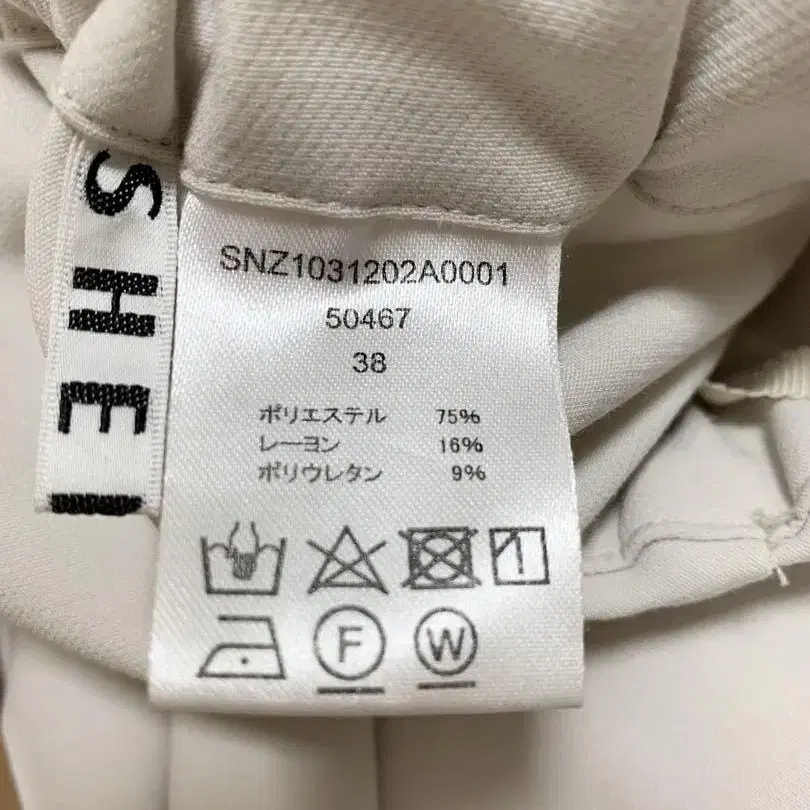 SHE
SNZ1031202A0001
50467
38
ポリエステル 75%
レーヨン 16%
ポリウレタン 9%
F
W